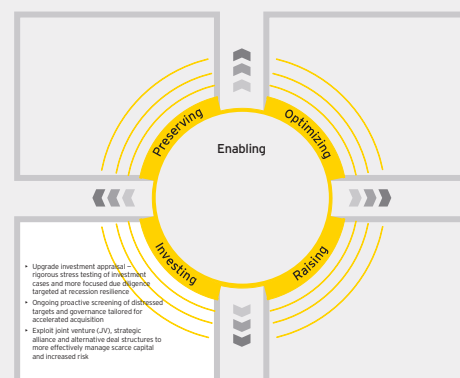 Preserving
Optimizing
Enabling
Investing
Raising
‣ Upgrade investment appraisal –
rigorous stress testing of investment
cases and more focused due diligence
targeted at recession resilience
‣ Ongoing proactive screening of distressed
targets and governance tailored for
accelerated acquisition
‣ Exploit joint venture (JV), strategic
alliance and alternative deal structures to
more effectively manage scarce capital
and increased risk